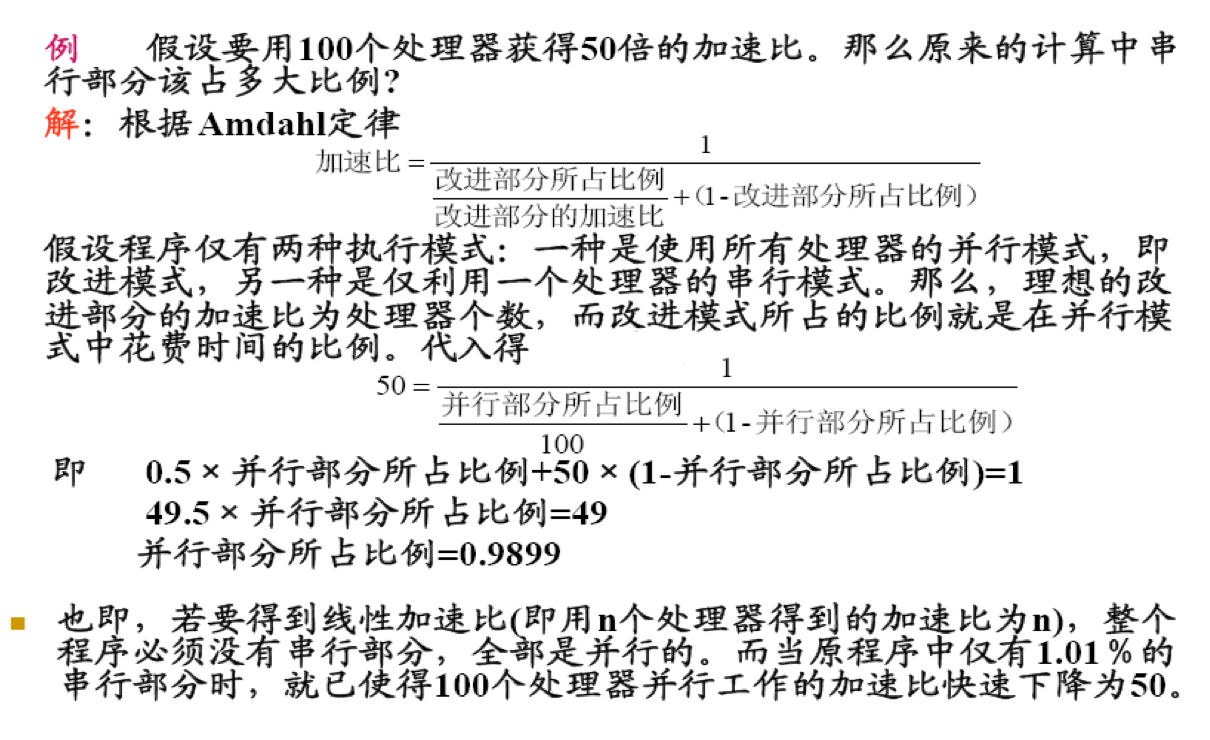 例 假设要用100个处理器获得50倍的加速比。那么原来的计算中串
行部分该占多大比例?
解：根据 Amdahl定律
加速比 = 1
改进部分所占比例
改进部分的加速比
+（1-改进部分所占比例）
假设程序仅有两种执行模式：一种是使用所有处理器的并行模式，即
改进模式，另一种是仅利用一个处理器的串行模式。那么，理想的改
进部分的加速比为处理器个数，而改进模式所占的比例就是在并行模
式中花费时间的比例。代入得
50 = 1
并行部分所占比例
100
+（1-并行部分所占比例）
即 0.5 × 并行部分所占比例+50 × (1-并行部分所占比例)=1
49.5 × 并行部分所占比例=49
并行部分所占比例=0.9899
也即，若要得到线性加速比(即用n个处理器得到的加速比为n)，整个
程序必须没有串行部分，全部是并行的。而当原程序中仅有1.01％的
串行部分时，就已使得100个处理器并行工作的加速比快速下降为50。